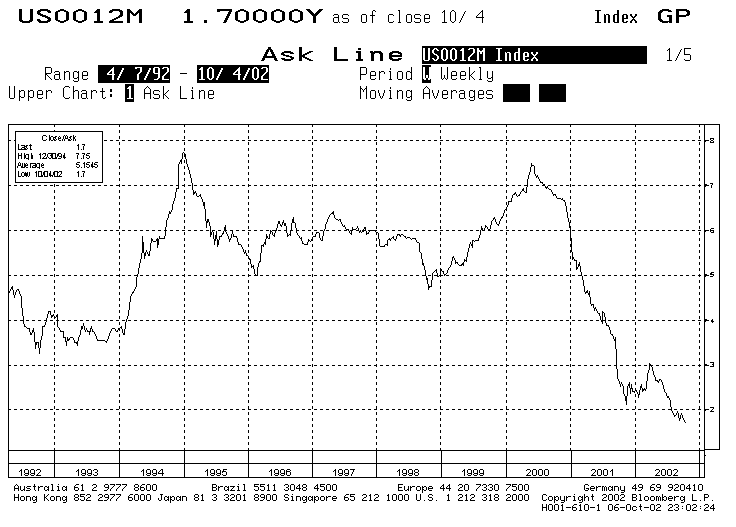 US0012M 1.70000Y as of close 10/ 4 Index GP
Ask Line US0012M Index 1/5
Range 4/ 7/92 - 10/ 4/02 Period W Weekly
Upper Chart: 1 Ask Line Moving Averages
Close/Ask
Last 1.7
High 12/30/94 7.75
Average 5.1545
Low 10/04/02 1.7
8
7
6
5
4
3
2
1992 1993 1994 1995 1996 1997 1998 1999 2000 2001 2002
Australia 61 2 9777 8600 Brazil 5511 3048 4500 Europe 44 20 7330 7500 Germany 49 69 920410
Hong Kong 852 2977 6000 Japan 81 3 3201 8900 Singapore 65 212 1000 U.S. 1 212 318 2000 Copyright 2002 Bloomberg L.P.
H001-610-1 06-Oct-02 23:02:24